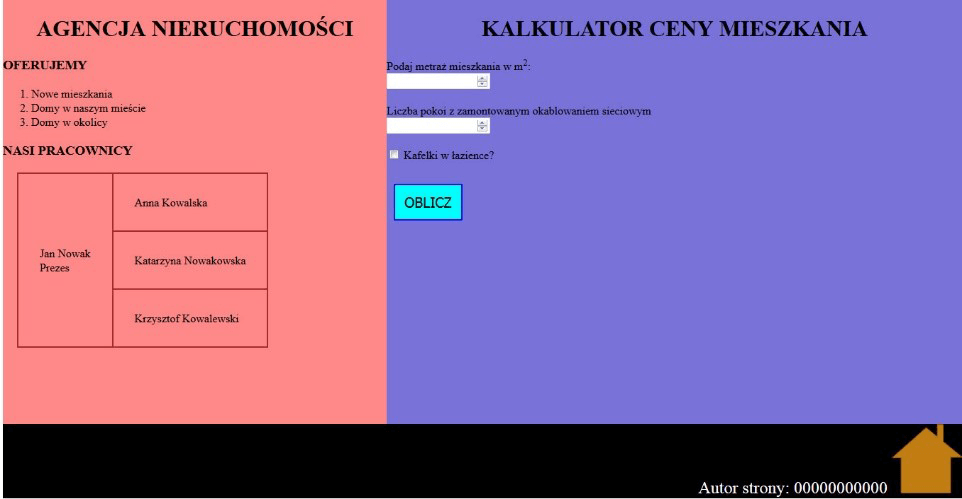 AGENCJA NIERUCHOMOŚCI
OFERUJEMY
1. Nowe mieszkania
2. Domy w naszym mieście
3. Domy w okolicy
NASI PRACOWNICY
Jan Nowak
Prezes
Anna Kowalska
Katarzyna Nowakowska
Krzysztof Kowalewski
KALKULATOR CENY MIESZKANIA
Podaj metraż mieszkania w m²:
Liczba pokoi z zamontowanym okablowaniem sieciowym
Kafelki w łazience?
OBLICZ
Autor strony: 00000000000